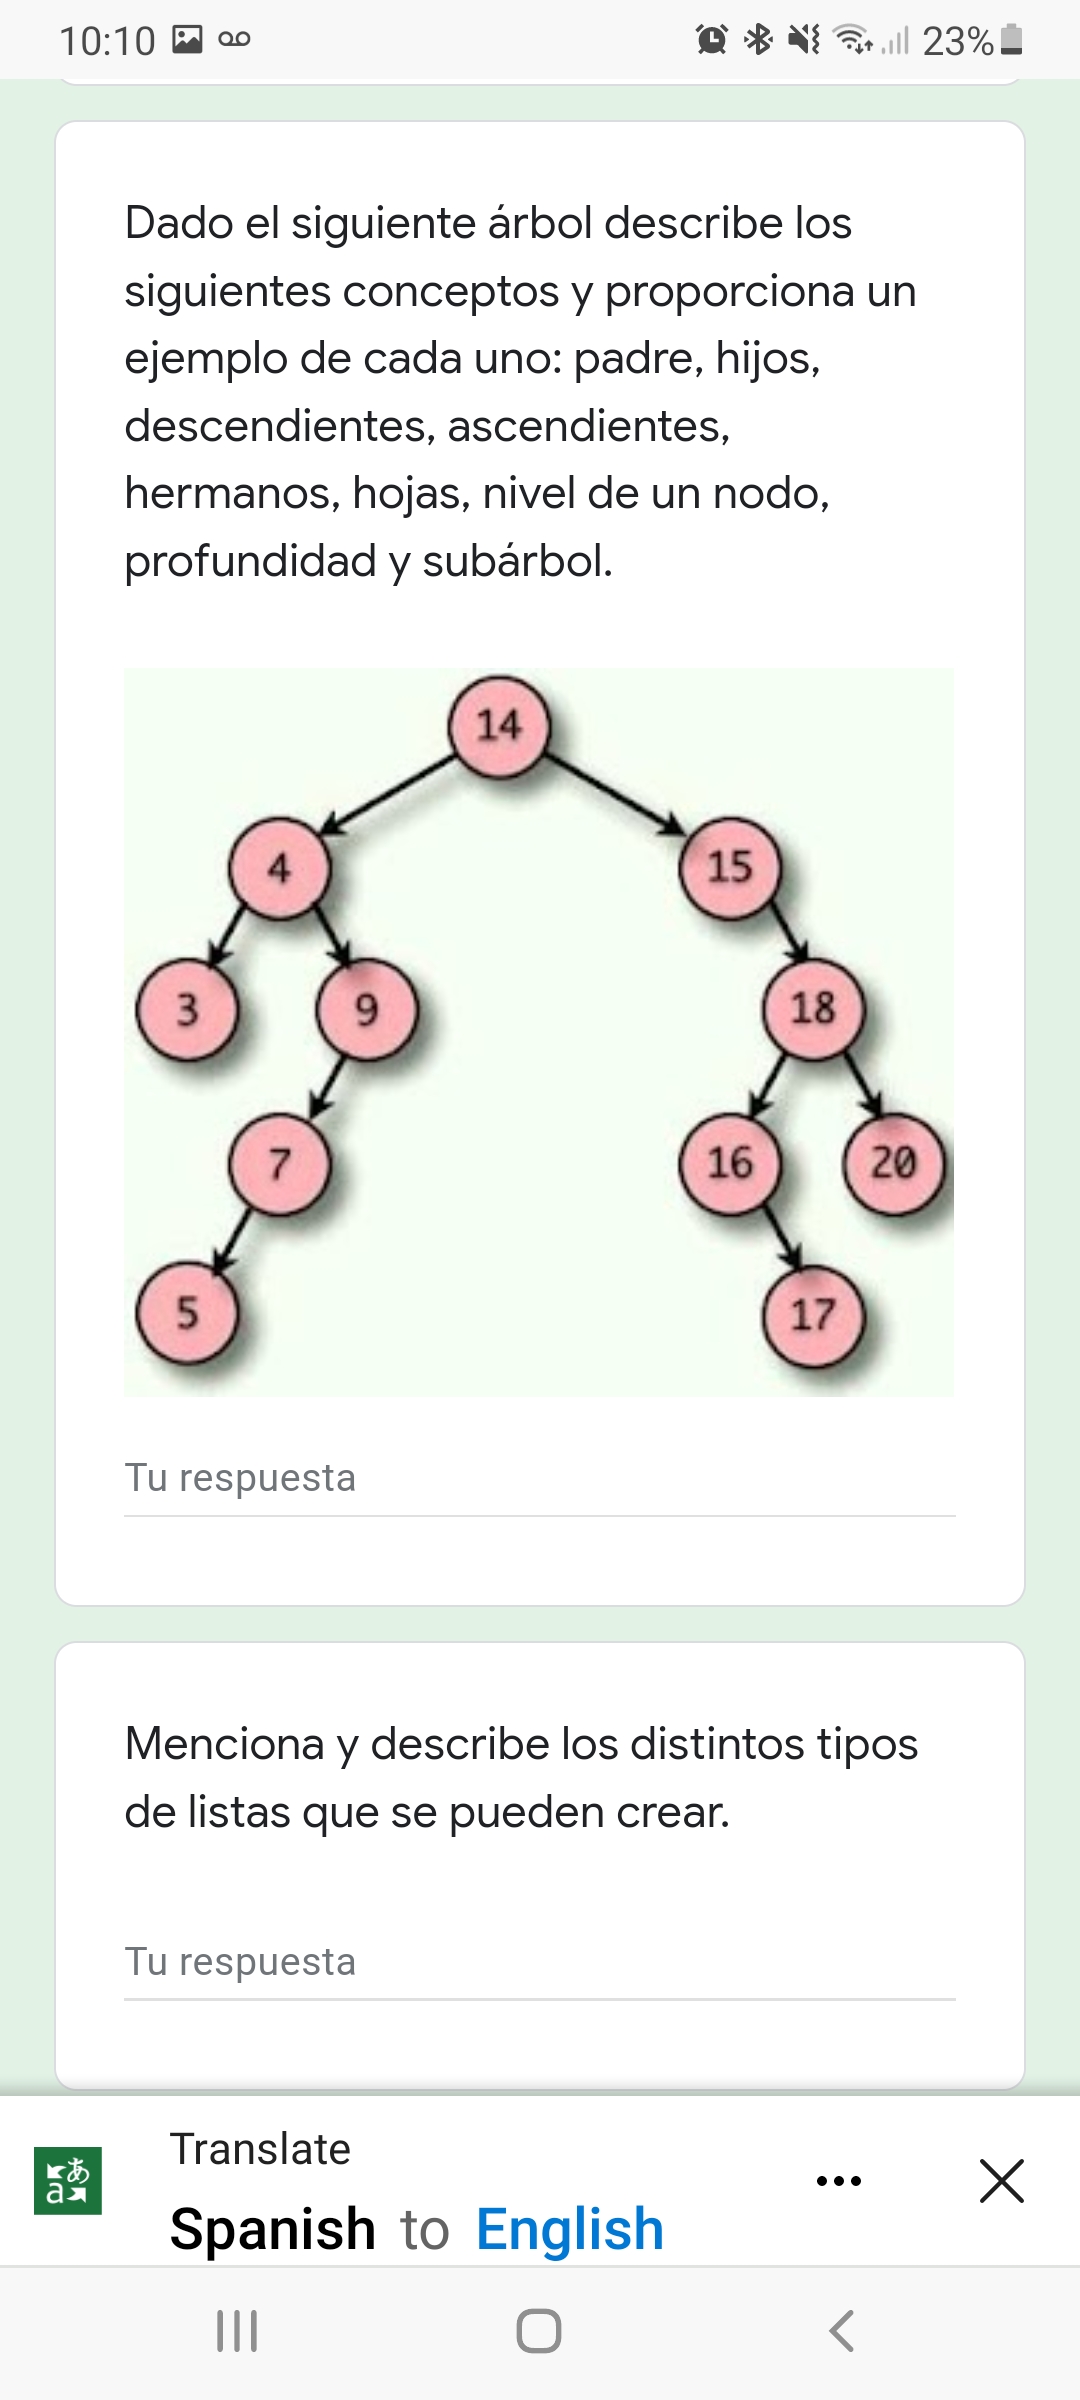 10:10 23%
Dado el siguiente árbol describe los
siguientes conceptos y proporciona un
ejemplo de cada uno: padre, hijos,
descendientes, ascendientes,
hermanos, hojas, nivel de un nodo,
profundidad y subárbol.
14
4 15
3 9 18
7 16 20
5 17
Tu respuesta
Menciona y describe los distintos tipos
de listas que se pueden crear.
Tu respuesta
あ
a
Translate
Spanish to English